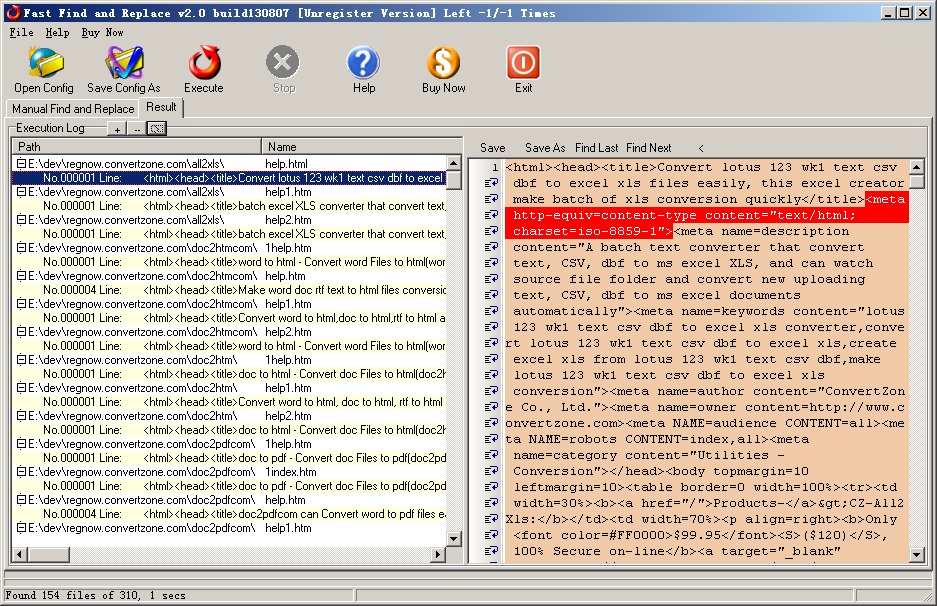 Fast Find and Replace v2.0 build130807 [Unregister Version] Left -1/-1 Times
File Help Buy Now
Open Config Save Config As Execute Stop Help Buy Now Exit
Manual Find and Replace Result
Execution Log + --
Path Name
E:\dev\regnow.convertzone.com\all2xls\ help.html
No.000001 Line: <html><head><title>Convert lotus 123 wk1 text csv dbf to excel
E:\dev\regnow.convertzone.com\all2xls\ help1.htm
No.000001 Line: <html><head><title>batch excel XLS converter that convert text,
E:\dev\regnow.convertzone.com\all2xls\ help2.htm
No.000001 Line: <html><head><title>batch excel XLS converter that convert text,
E:\dev\regnow.convertzone.com\doc2htmcom\ 1help.htm
No.000001 Line: <html><head><title>word to html - Convert word Files to html(wor
E:\dev\regnow.convertzone.com\doc2htmcom\ help.htm
No.000004 Line: <html><head><title>Make word doc rtf text to html files conversic
E:\dev\regnow.convertzone.com\doc2htmcom\ help1.htm
No.000001 Line: <html><head><title>Convert word to html,doc to html,rtf to html a
E:\dev\regnow.convertzone.com\doc2htmcom\ help2.htm
No.000001 Line: <html><head><title>word to html - Convert word Files to html(wor
E:\dev\regnow.convertzone.com\doc2htm\ 1help.htm
No.000001 Line: <html><head><title>doc to html - Convert doc Files to html(doc2h
E:\dev\regnow.convertzone.com\doc2htm\ help1.htm
No.000001 Line: <html><head><title>Convert word to html, doc to html, rtf to html
E:\dev\regnow.convertzone.com\doc2htm\ help2.htm
No.000001 Line: <html><head><title>doc to html - Convert doc Files to html(doc2h
E:\dev\regnow.convertzone.com\doc2pdfcom\ 1help.htm
No.000001 Line: <html><head><title>doc to pdf - Convert doc Files to pdf(doc2pd
E:\dev\regnow.convertzone.com\doc2pdfcom\ 1index.htm
No.000001 Line: <html><head><title>doc to pdf - Convert doc Files to pdf(doc2pd
E:\dev\regnow.convertzone.com\doc2pdfcom\ help.htm
No.000004 Line: <html><head><title>doc2pdfcom can Convert word to pdf files e
E:\dev\regnow.convertzone.com\doc2pdfcom\ help1.htm
Save Save As Find Last Find Next <
1 <html><head><title>Convert lotus 123 wk1 text csv
dbf to excel xls files easily, this excel creator
make batch of xls conversion quickly</title><meta
http-equiv=content-type content="text/html;
charset=iso-8859-1"><meta name=description
content="A batch text converter that convert
text, CSV, dbf to ms excel XLS, and can watch
source file folder and convert new uploading
text, CSV, dbf to ms excel documents
automatically"><meta name=keywords content="lotus
123 wk1 text csv dbf to excel xls converter,conve
rt lotus 123 wk1 text csv dbf to excel xls,create
excel xls from lotus 123 wk1 text csv dbf,make
lotus 123 wk1 text csv dbf to excel xls
conversion"><meta name=author content="ConvertZon
e Co., Ltd."><meta name=owner content=http://www.c
onvertzone.com><meta NAME=audience CONTENT=all><me
ta NAME=robots CONTENT=index,all><meta
name=category content="Utilities -
Conversion"></head><body topmargin=10
leftmargin=10><table border=0 width=100%><tr><td
width=30%><b><a href="/">Products-</a>&gt;CZ-All2
Xls:</b></td><td width=70%><p align=right><b>Only
<font color=#FF0000>$99.95</font><S>($120)</S>,
100% Secure on-line</b><a target="_blank"
Found 154 files of 310, 1 secs